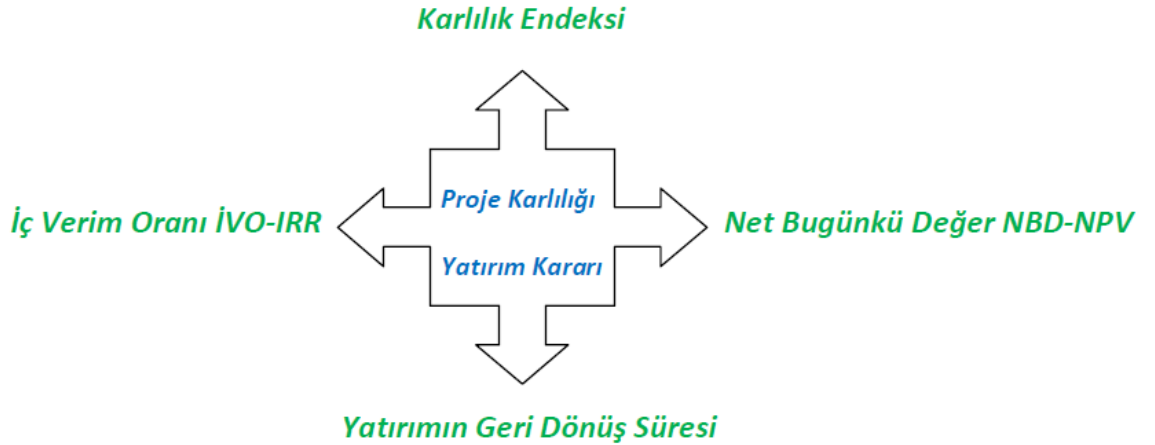 Karlılık Endeksi
Proje Karlılığı
İç Verim Oranı İVO-IRR
Net Bugünkü Değer NBD-NPV
Yatırım Kararı
Yatırımın Geri Dönüş Süresi